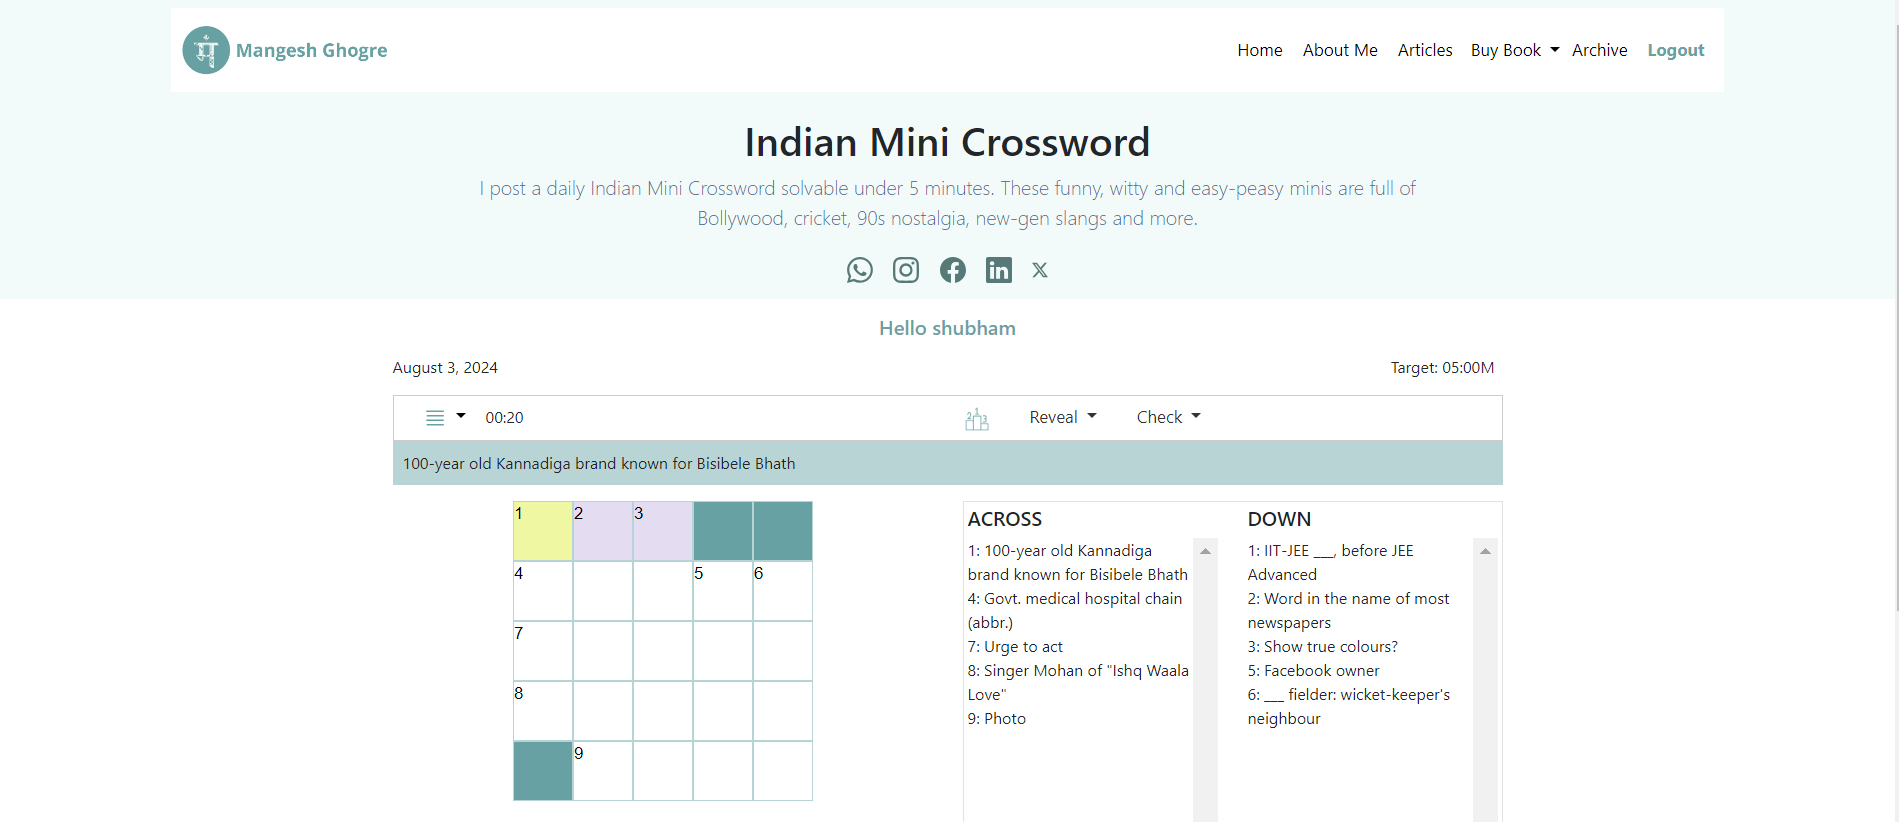 मं Mangesh Ghogre
Home About Me Articles Buy Book Archive Logout
Indian Mini Crossword
I post a daily Indian Mini Crossword solvable under 5 minutes. These funny, witty and easy-peasy minis are full of
Bollywood, cricket, 90s nostalgia, new-gen slangs and more.
Hello shubham
August 3, 2024
Target: 05:00M
00:20
2 1 3
Reveal
Check
100-year old Kannadiga brand known for Bisibele Bhath
1 2 3
4 5 6
7
8
9
ACROSS
1: 100-year old Kannadiga
brand known for Bisibele Bhath
4: Govt. medical hospital chain
(abbr.)
7: Urge to act
8: Singer Mohan of "Ishq Waala
Love"
9: Photo
DOWN
1: IIT-JEE ___, before JEE
Advanced
2: Word in the name of most
newspapers
3: Show true colours?
5: Facebook owner
6: ___ fielder: wicket-keeper's
neighbour